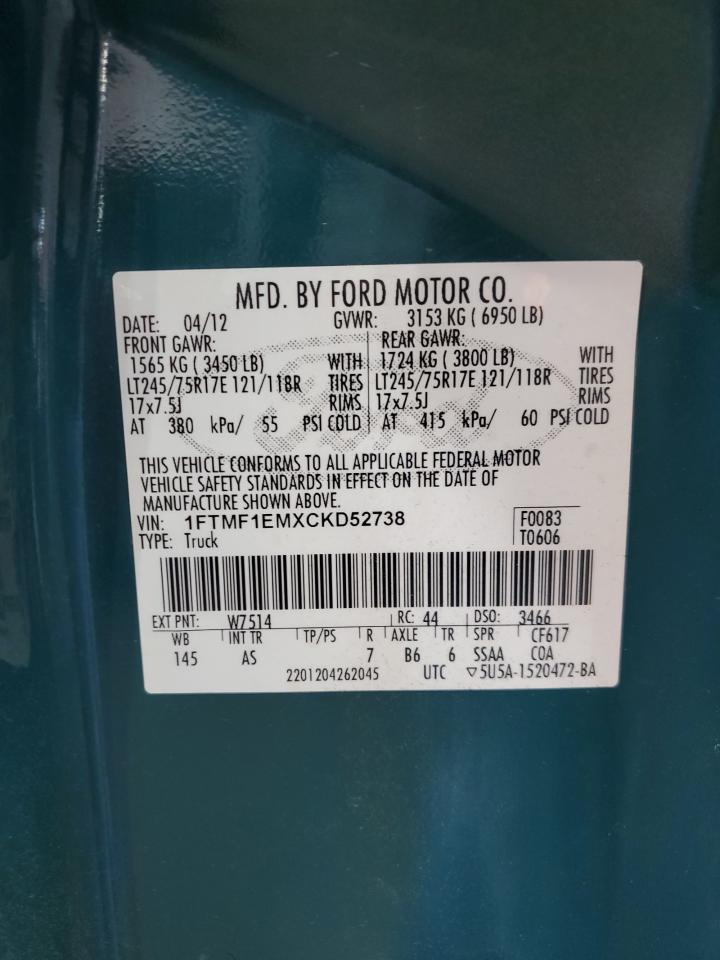 MFD. BY FORD MOTOR CO.
DATE: 04/12 GVWR: 3153 KG ( 6950 LB)
FRONT GAWR: REAR GAWR:
1565 KG ( 3450 LB) WITH 1724 KG ( 3800 LB) WITH
LT245/75R17E 121/118R TIRES LT245/75R17E 121/118R TIRES
17x7.5J RIMS 17x7.5J RIMS
AT 380 kPa/ 55 PSI COLD AT 415 kPa/ 60 PSI COLD
THIS VEHICLE CONFORMS TO ALL APPLICABLE FEDERAL MOTOR
VEHICLE SAFETY STANDARDS IN EFFECT ON THE DATE OF
MANUFACTURE SHOWN ABOVE.
VIN: 1FTMF1EMXCKD52738 F0083
TYPE: Truck T0606
EXT PNT: W7514 RC: 44 DSO: 3466
WB INT TR TP/PS R AXLE TR SPR CF617
145 AS 7 B6 6 SSAA COA
2201204262045 UTC ▽5U5A-1520472-BA